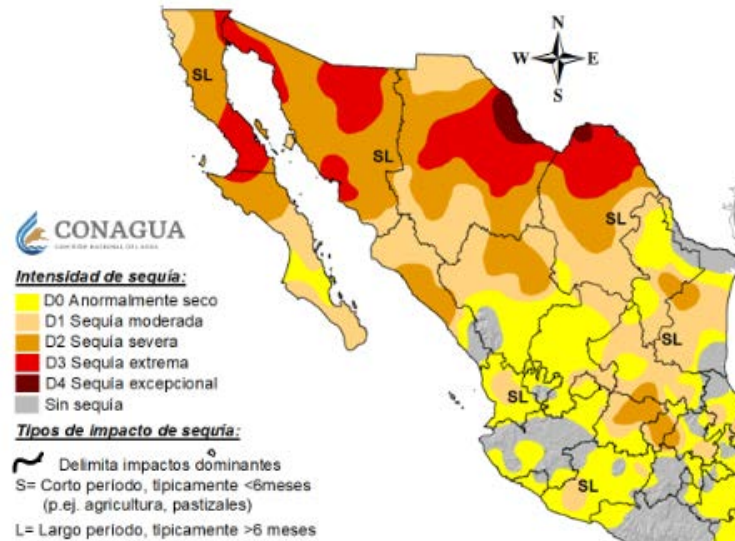 N
W E
S
SL
SL
SL
SL
SL
SL
CONAGUA
COMISIÓN NACIONAL DEL AGUA
Intensidad de sequía:
D0 Anormalmente seco
D1 Sequía moderada
D2 Sequía severa
D3 Sequía extrema
D4 Sequía excepcional
Sin sequía
Tipos de impacto de sequía:
Delimita impactos dominantes
S= Corto período, típicamente <6meses
(p.ej. agricultura, pastizales)
L= Largo período, típicamente >6 meses